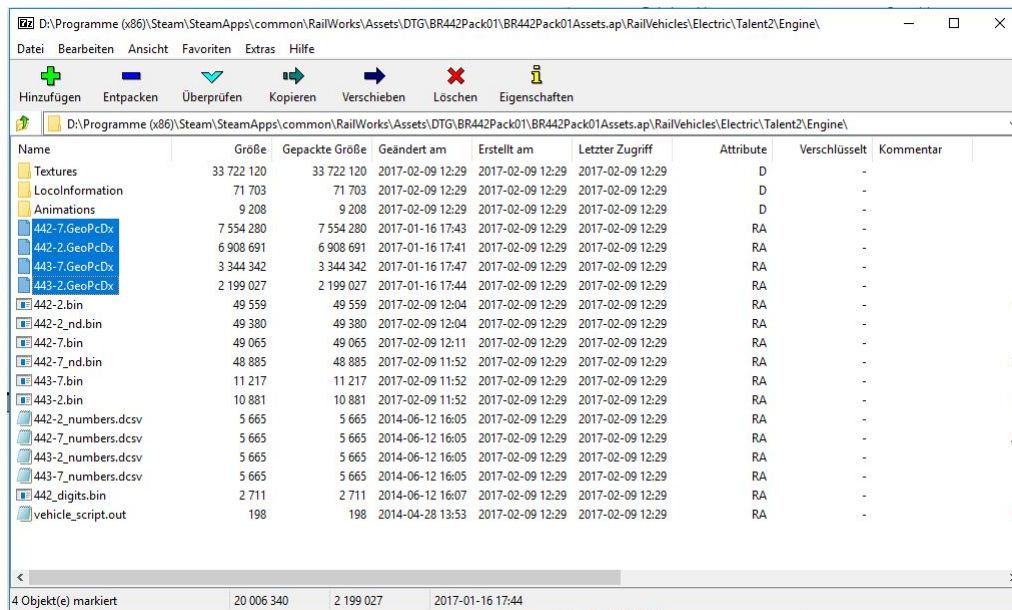 D:\Programme (x86)\Steam\SteamApps\common\RailWorks\Assets\DTG\BR442Pack01\BR442Pack01Assets.ap\RailVehicles\Electric\Talent2\Engine\
Datei Bearbeiten Ansicht Favoriten Extras Hilfe
Hinzufügen Entpacken Überprüfen Kopieren Verschieben Löschen Eigenschaften
D:\Programme (x86)\Steam\SteamApps\common\RailWorks\Assets\DTG\BR442Pack01\BR442Pack01Assets.ap\RailVehicles\Electric\Talent2\Engine\
Name Größe Gepackte Größe Geändert am Erstellt am Letzter Zugriff Attribute Verschlüsselt Kommentar
Textures 33 722 120 33 722 120 2017-02-09 12:29 2017-02-09 12:29 2017-02-09 12:29 D -
LocoInformation 71 703 71 703 2017-02-09 12:29 2017-02-09 12:29 2017-02-09 12:29 D -
Animations 9 208 9 208 2017-02-09 12:29 2017-02-09 12:29 2017-02-09 12:29 D -
442-7.GeoPcDx 7 554 280 7 554 280 2017-01-16 17:43 2017-02-09 12:29 2017-02-09 12:29 RA -
442-2.GeoPcDx 6 908 691 6 908 691 2017-01-16 17:41 2017-02-09 12:29 2017-02-09 12:29 RA -
443-7.GeoPcDx 3 344 342 3 344 342 2017-01-16 17:47 2017-02-09 12:29 2017-02-09 12:29 RA -
443-2.GeoPcDx 2 199 027 2 199 027 2017-01-16 17:44 2017-02-09 12:29 2017-02-09 12:29 RA -
442-2.bin 49 559 49 559 2017-02-09 12:04 2017-02-09 12:29 2017-02-09 12:29 RA -
442-2_nd.bin 49 380 49 380 2017-02-09 12:04 2017-02-09 12:29 2017-02-09 12:29 RA -
442-7.bin 49 065 49 065 2017-02-09 12:11 2017-02-09 12:29 2017-02-09 12:29 RA -
442-7_nd.bin 48 885 48 885 2017-02-09 11:52 2017-02-09 12:29 2017-02-09 12:29 RA -
443-7.bin 11 217 11 217 2017-02-09 11:52 2017-02-09 12:29 2017-02-09 12:29 RA -
443-2.bin 10 881 10 881 2017-02-09 11:52 2017-02-09 12:29 2017-02-09 12:29 RA -
442-2_numbers.dcsv 5 665 5 665 2014-06-12 16:05 2017-02-09 12:29 2017-02-09 12:29 RA -
442-7_numbers.dcsv 5 665 5 665 2014-06-12 16:05 2017-02-09 12:29 2017-02-09 12:29 RA -
443-2_numbers.dcsv 5 665 5 665 2014-06-12 16:05 2017-02-09 12:29 2017-02-09 12:29 RA -
443-7_numbers.dcsv 5 665 5 665 2014-06-12 16:05 2017-02-09 12:29 2017-02-09 12:29 RA -
442_digits.bin 2 711 2 711 2014-06-12 16:07 2017-02-09 12:29 2017-02-09 12:29 RA -
vehicle_script.out 198 198 2014-04-28 13:53 2017-02-09 12:29 2017-02-09 12:29 RA -
4 Objekt(e) markiert 20 006 340 2 199 027 2017-01-16 17:44